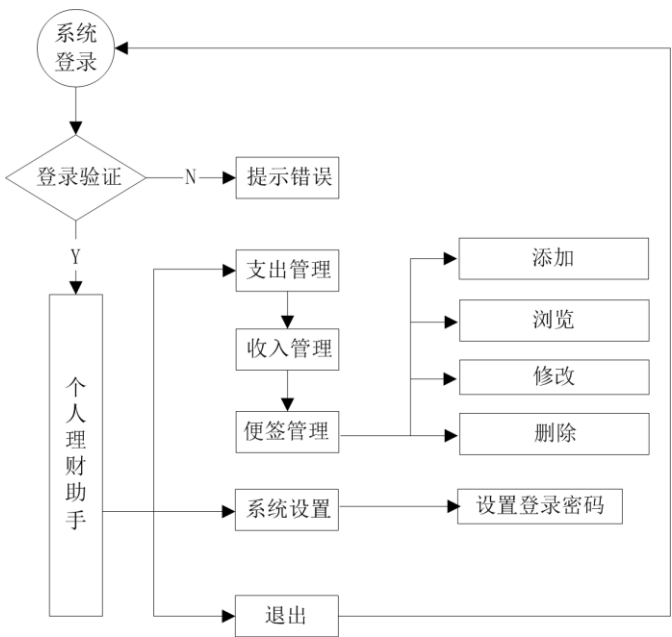 系统
登录
登录验证
N
提示错误
Y
支出管理
添加
浏览
收入管理
修改
便签管理
删除
个
人
理
财
助
手
系统设置
设置登录密码
退出